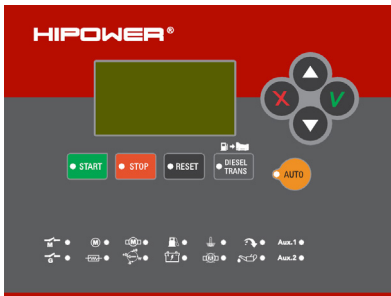 HIPOWER®
X
V
START
STOP
RESET
DIESEL
TRANS
AUTO
M
M
M
Aux.1
G
M
Aux.2